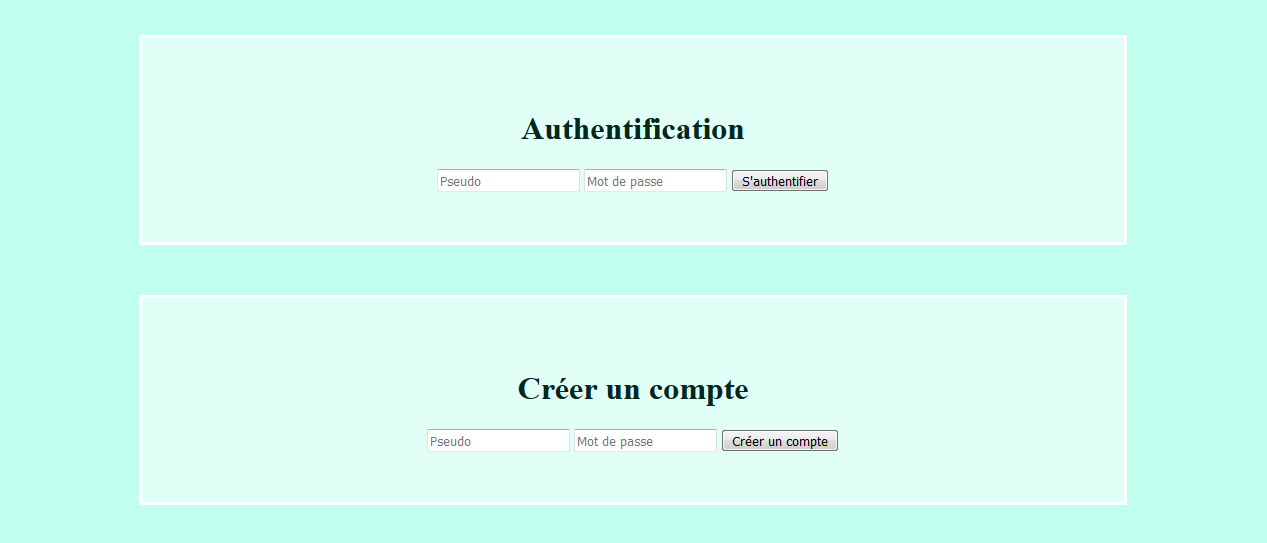 Authentification
Pseudo Mot de passe S'authentifier
Créer un compte
Pseudo Mot de passe Créer un compte